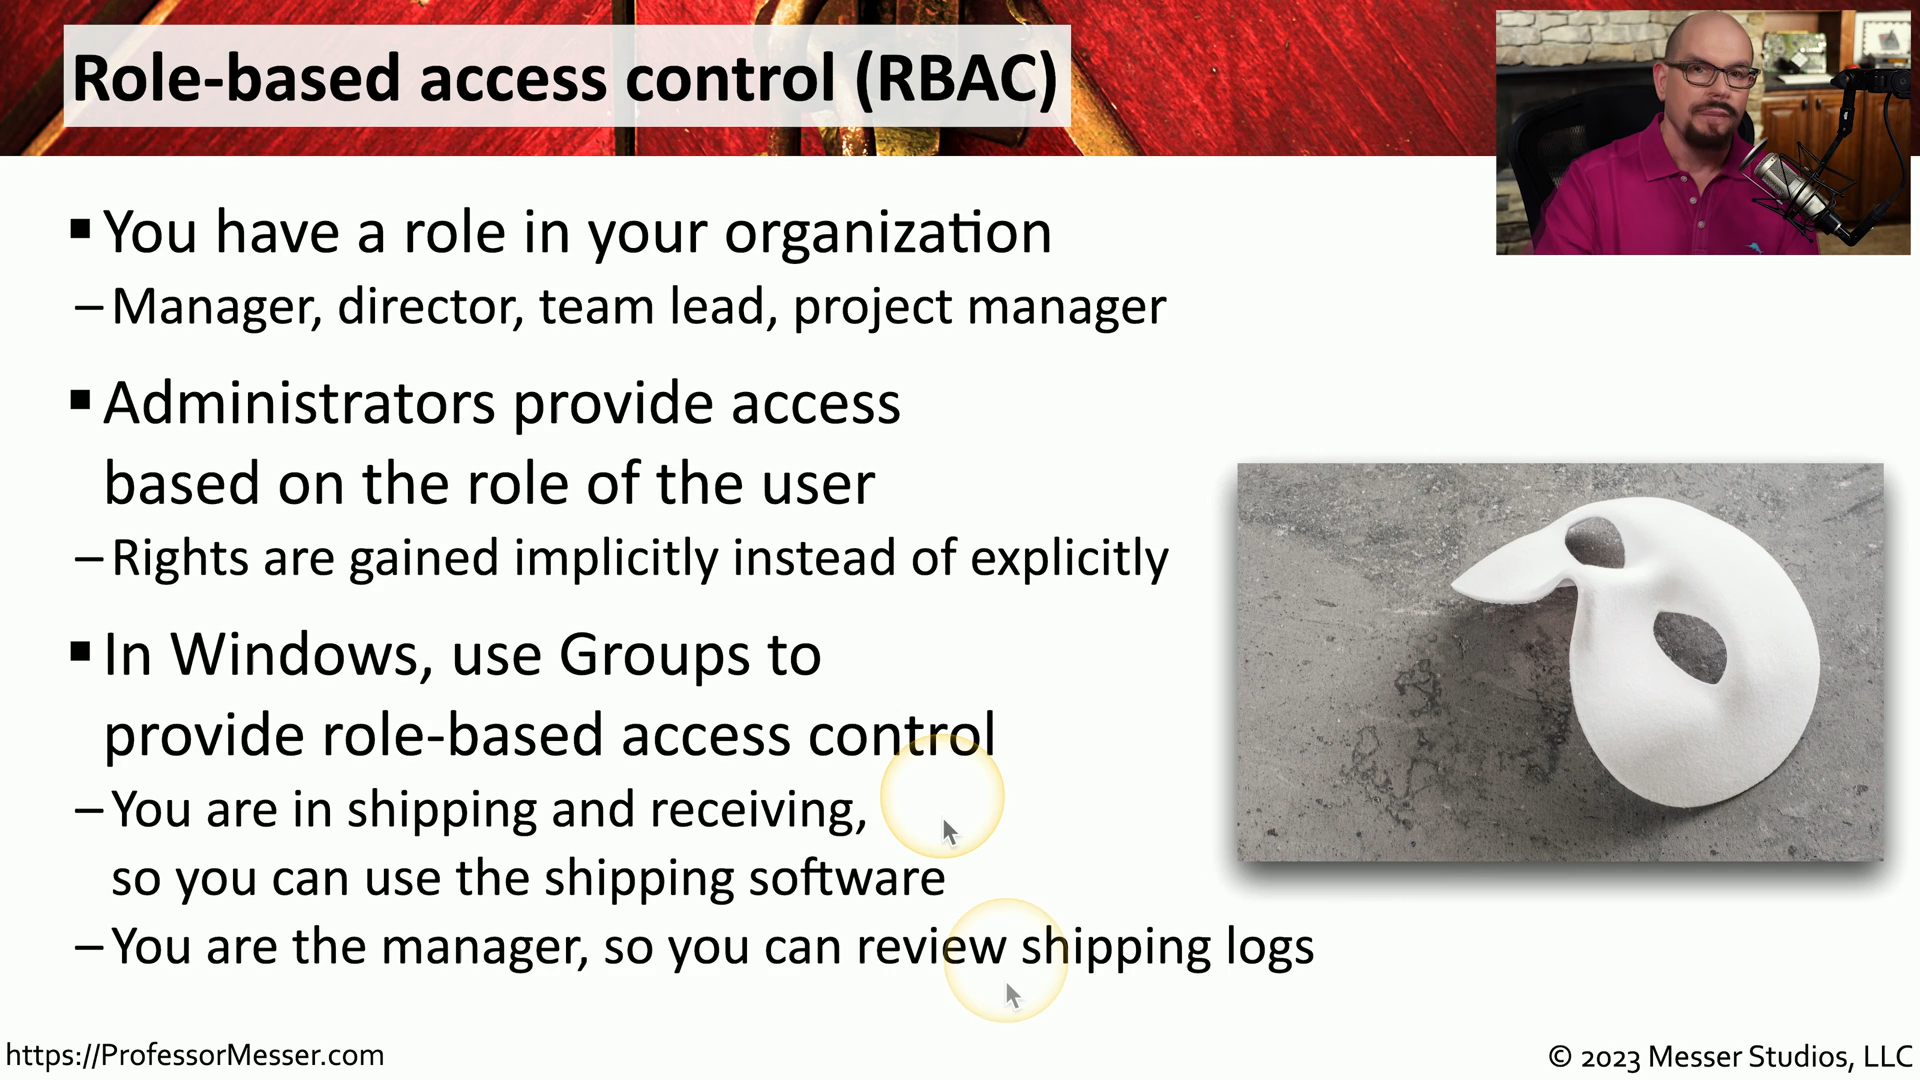 Role-based access control (RBAC)
▪ You have a role in your organization
– Manager, director, team lead, project manager
▪ Administrators provide access
based on the role of the user
– Rights are gained implicitly instead of explicitly
▪ In Windows, use Groups to
provide role-based access control
– You are in shipping and receiving,
so you can use the shipping software
– You are the manager, so you can review shipping logs
https://ProfessorMesser.com
© 2023 Messer Studios, LLC